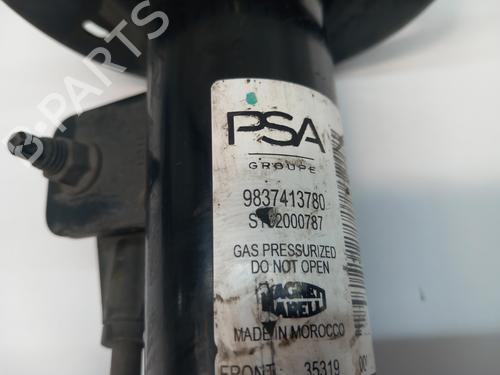 PSA
GROUPE
9837413780
GAS PRESSURIZED
DO NOT OPEN
MADE IN MOROCCO
FRONT 35319